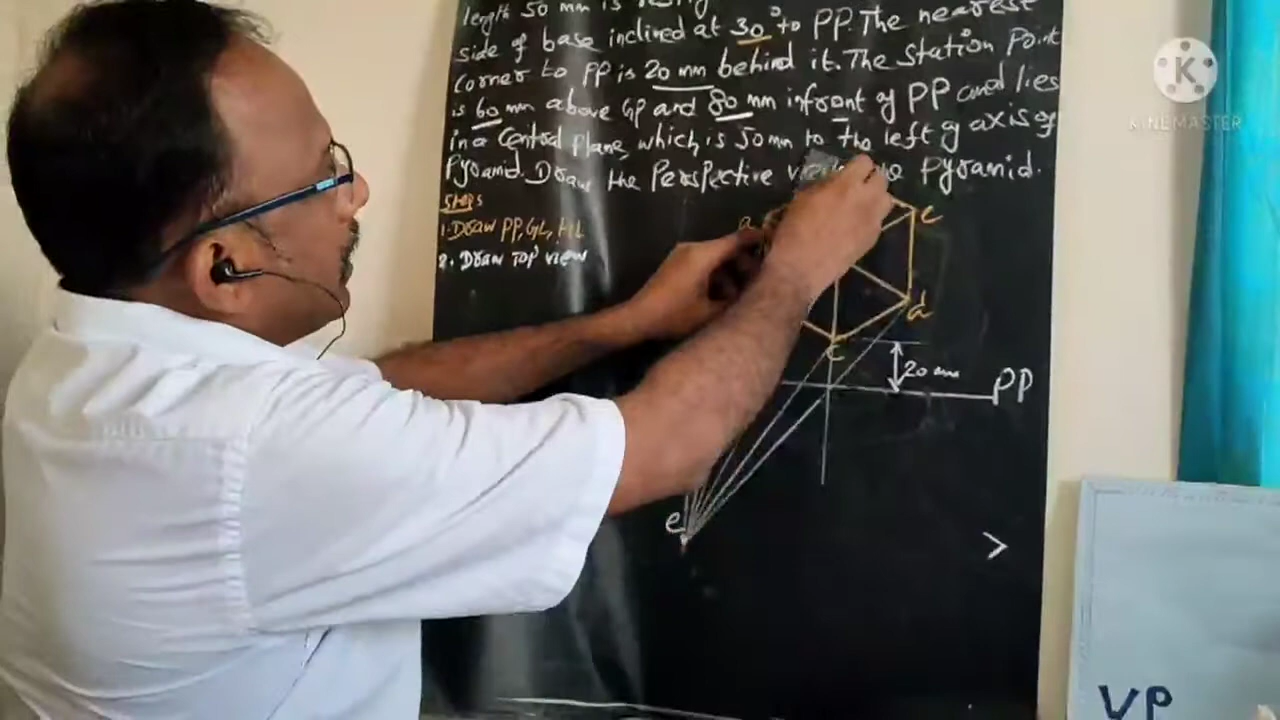 length 50 mm is
side of base inclined at 30° to PP. The nearest
corner to PP is 20 mm behind it. The station point
is 60 mm above GP and 80 mm infront of PP and lies
in a central plane, which is 50 mm to the left of axis of
Pyramid. Draw the Perspective Pyramid.
Steps
1. Draw PP, GL, HL
2. Draw Top view
a
e
d
c
20 mm
PP
e
>
VP
K
KINEMASTER